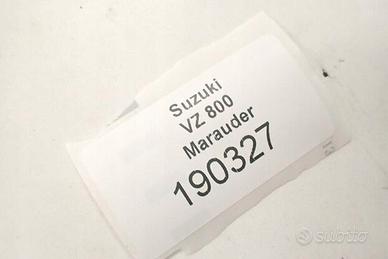 Suzuki
VZ 800
Marauder
190327
subito